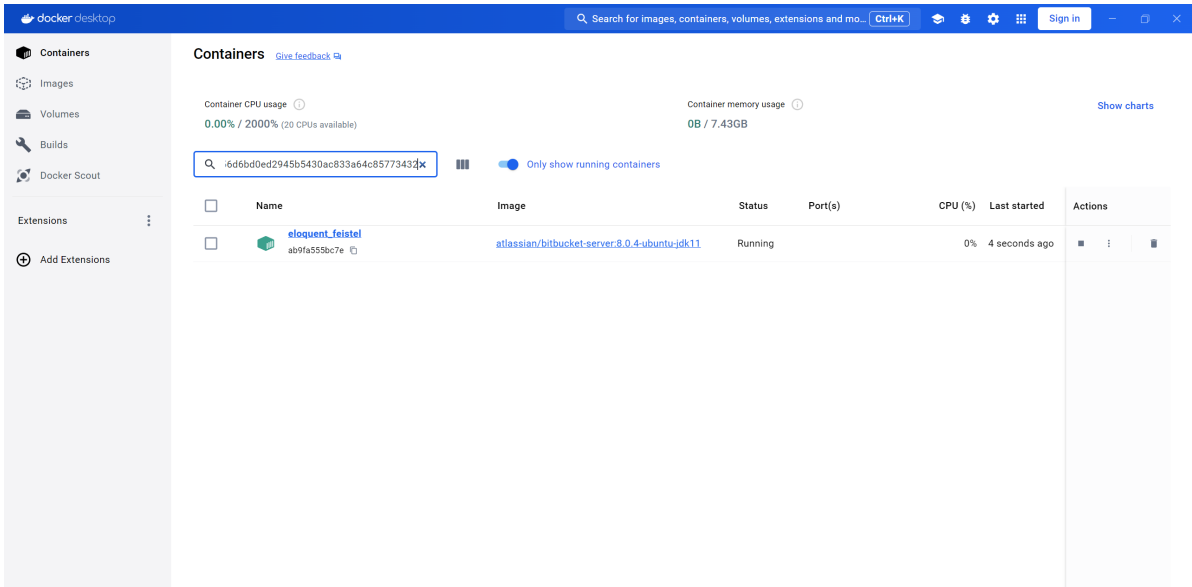 docker desktop
Search for images, containers, volumes, extensions and mo... Ctrl+K
Sign in
Containers
Images
Volumes
Builds
Docker Scout
Extensions
Add Extensions
Containers Give feedback
Container CPU usage
0.00% / 2000% (20 CPUs available)
Container memory usage
0B / 7.43GB
Show charts
6d6bd0ed2945b5430ac833a64c85773432
Only show running containers
Name Image Status Port(s) CPU (%) Last started Actions
eloquent_feistel
ab9fa555bc7e
atlassian/bitbucket-server:8.0.4-ubuntu-jdk11 Running 0% 4 seconds ago